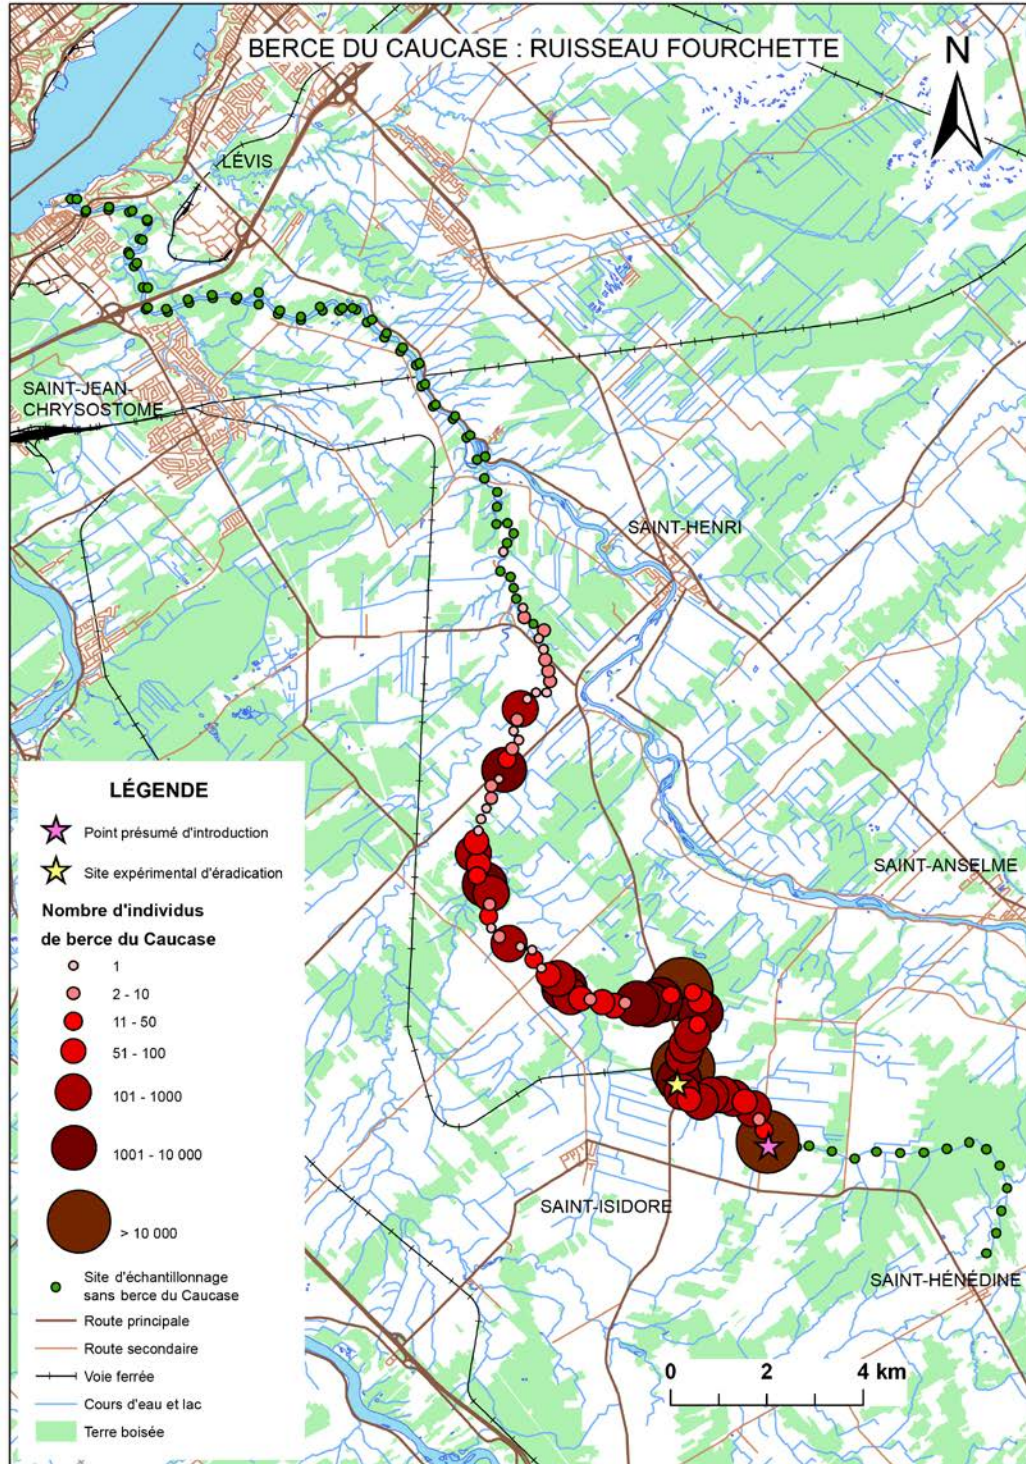 BERCE DU CAUCASE : RUISSEAU FOURCHETTE
N
LÉVIS
SAINT-JEAN-
CHRYSOSTOME
SAINT-HENRI
SAINT-ANSELME
SAINT-ISIDORE
SAINT-HÉNÉDINE
LÉGENDE
Point présumé d'introduction
Site expérimental d'éradication
Nombre d'individus
de berce du Caucase
1
2 - 10
11 - 50
51 - 100
101 - 1000
1001 - 10 000
> 10 000
Site d'échantillonnage
sans berce du Caucase
Route principale
Route secondaire
Voie ferrée
Cours d'eau et lac
Terre boisée
0 2 4 km